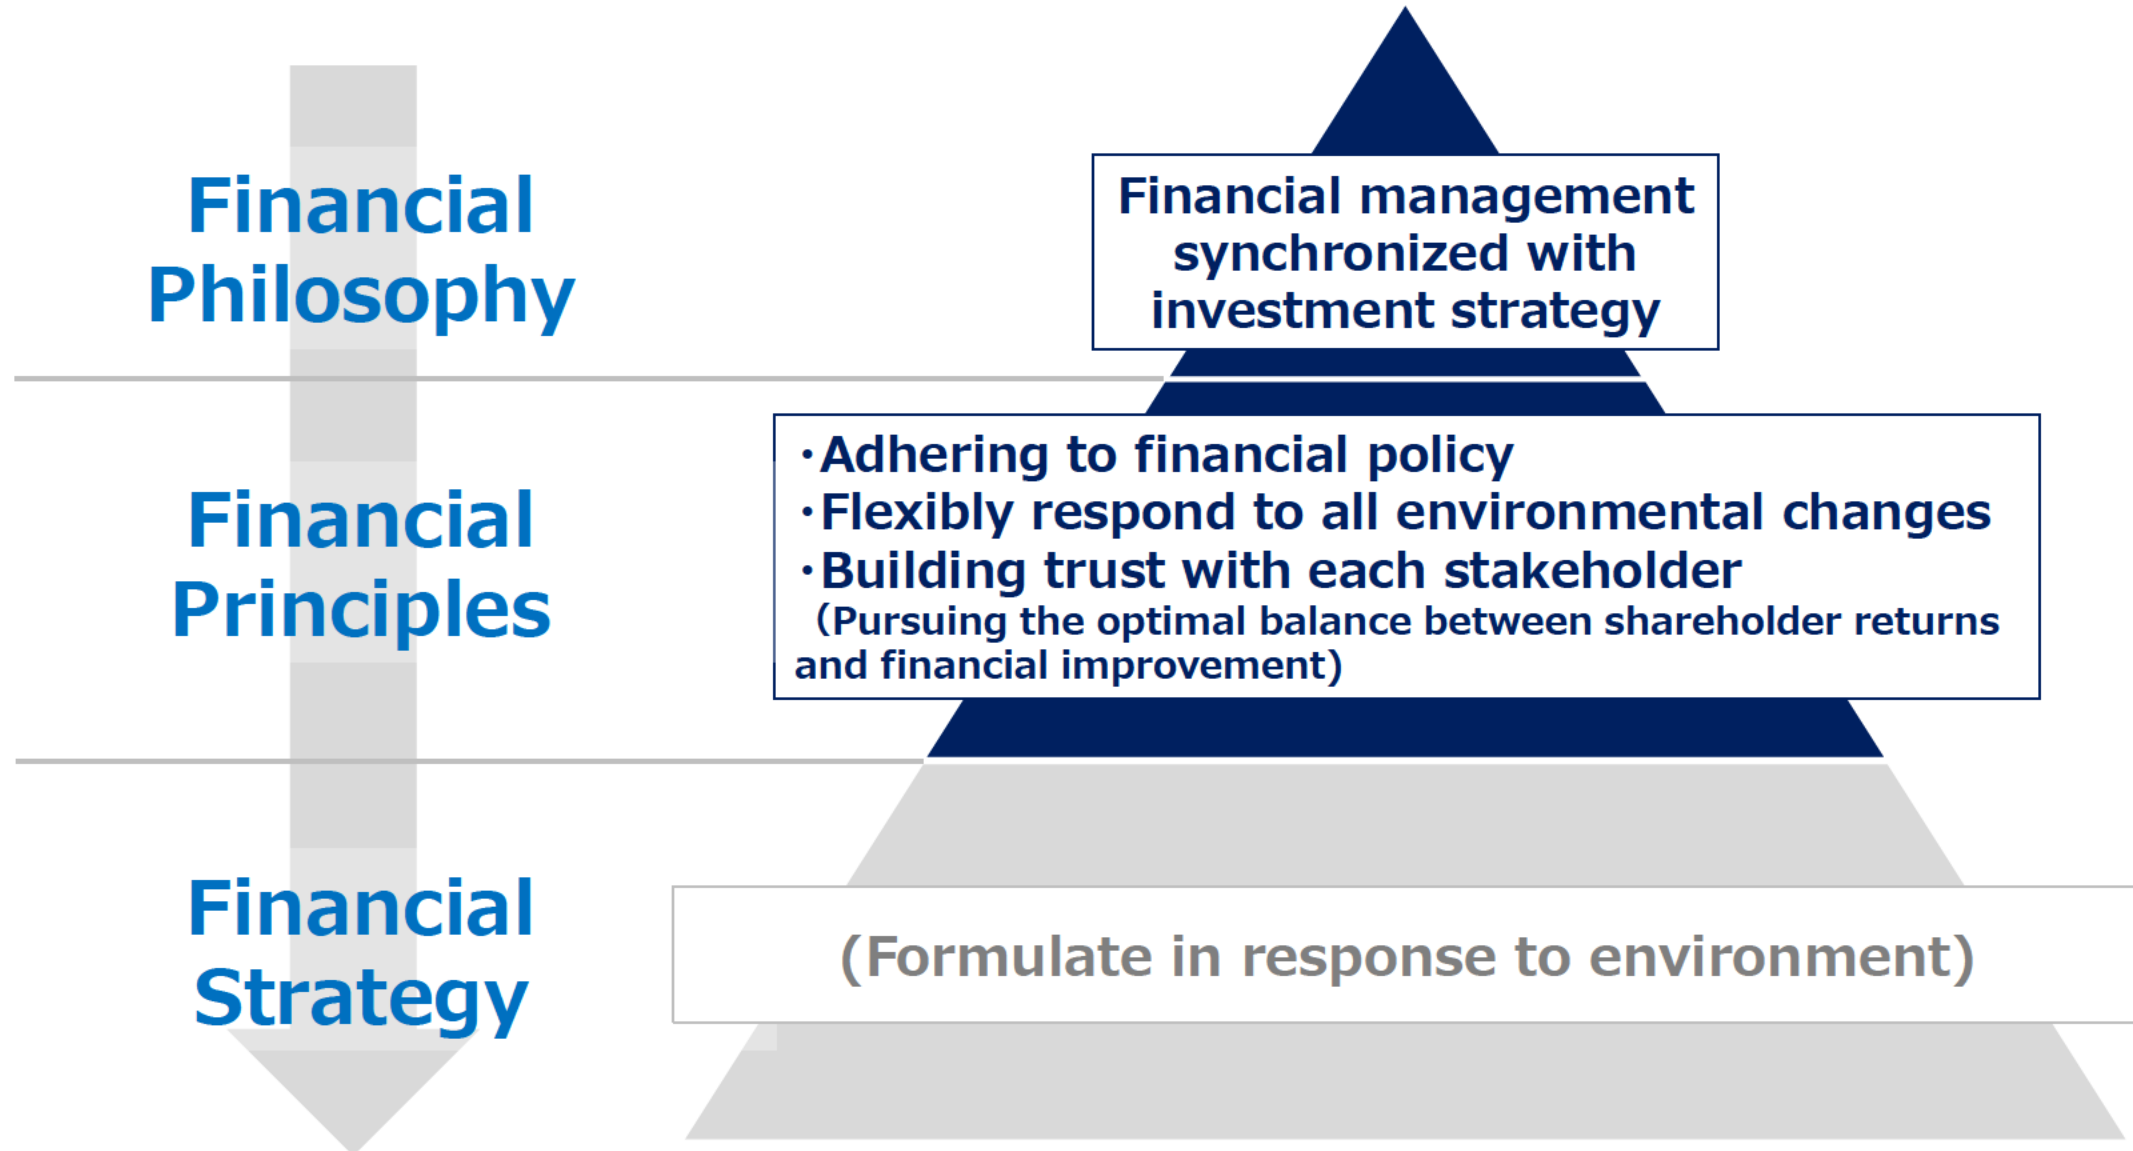 Financial
Philosophy
Financial management
synchronized with
investment strategy
Financial
Principles
・Adhering to financial policy
・Flexibly respond to all environmental changes
・Building trust with each stakeholder
（Pursuing the optimal balance between shareholder returns
and financial improvement)
Financial
Strategy
(Formulate in response to environment)